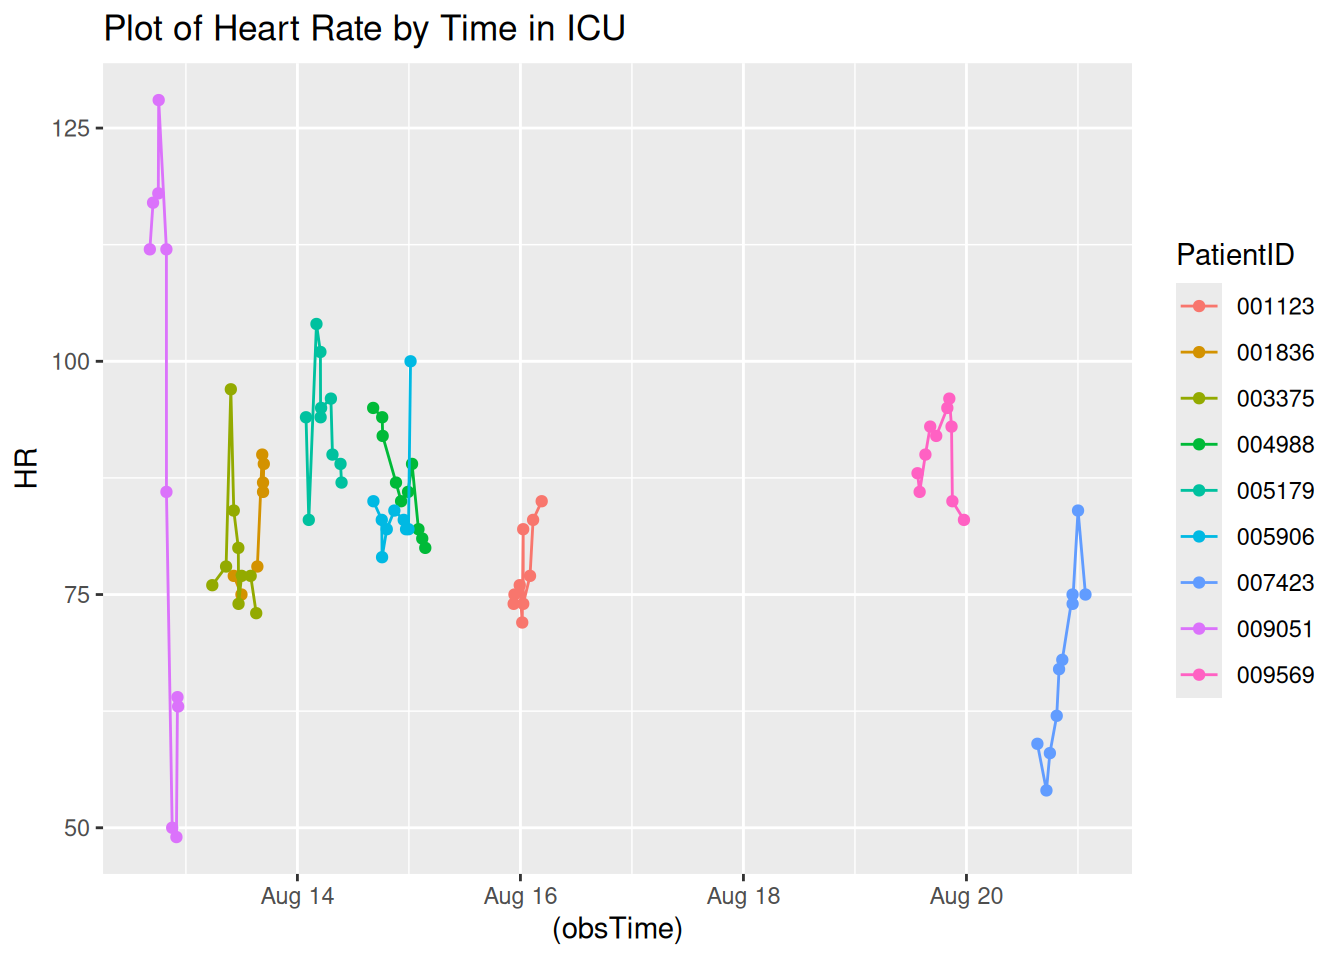 Plot of Heart Rate by Time in ICU
125
100
75
50
HR
Aug 14
Aug 16
Aug 18
Aug 20
(obsTime)
PatientID
001123
001836
003375
004988
005179
005906
007423
009051
009569